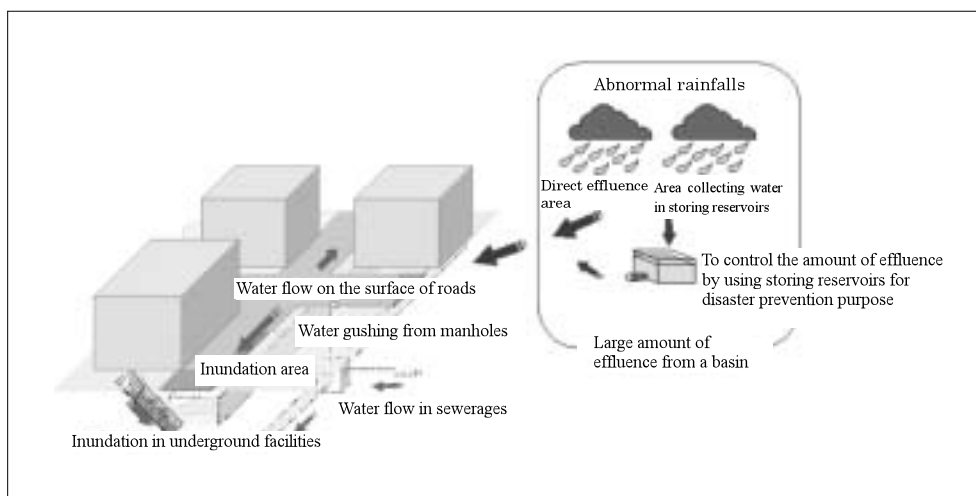 Abnormal rainfalls
Direct effluence
area
Area collecting water
in storing reservoirs
To control the amount of effluence
by using storing reservoirs for
disaster prevention purpose
Large amount of
effluence from a basin
Water flow on the surface of roads
Water gushing from manholes
Inundation area
Water flow in sewerages
Inundation in underground facilities